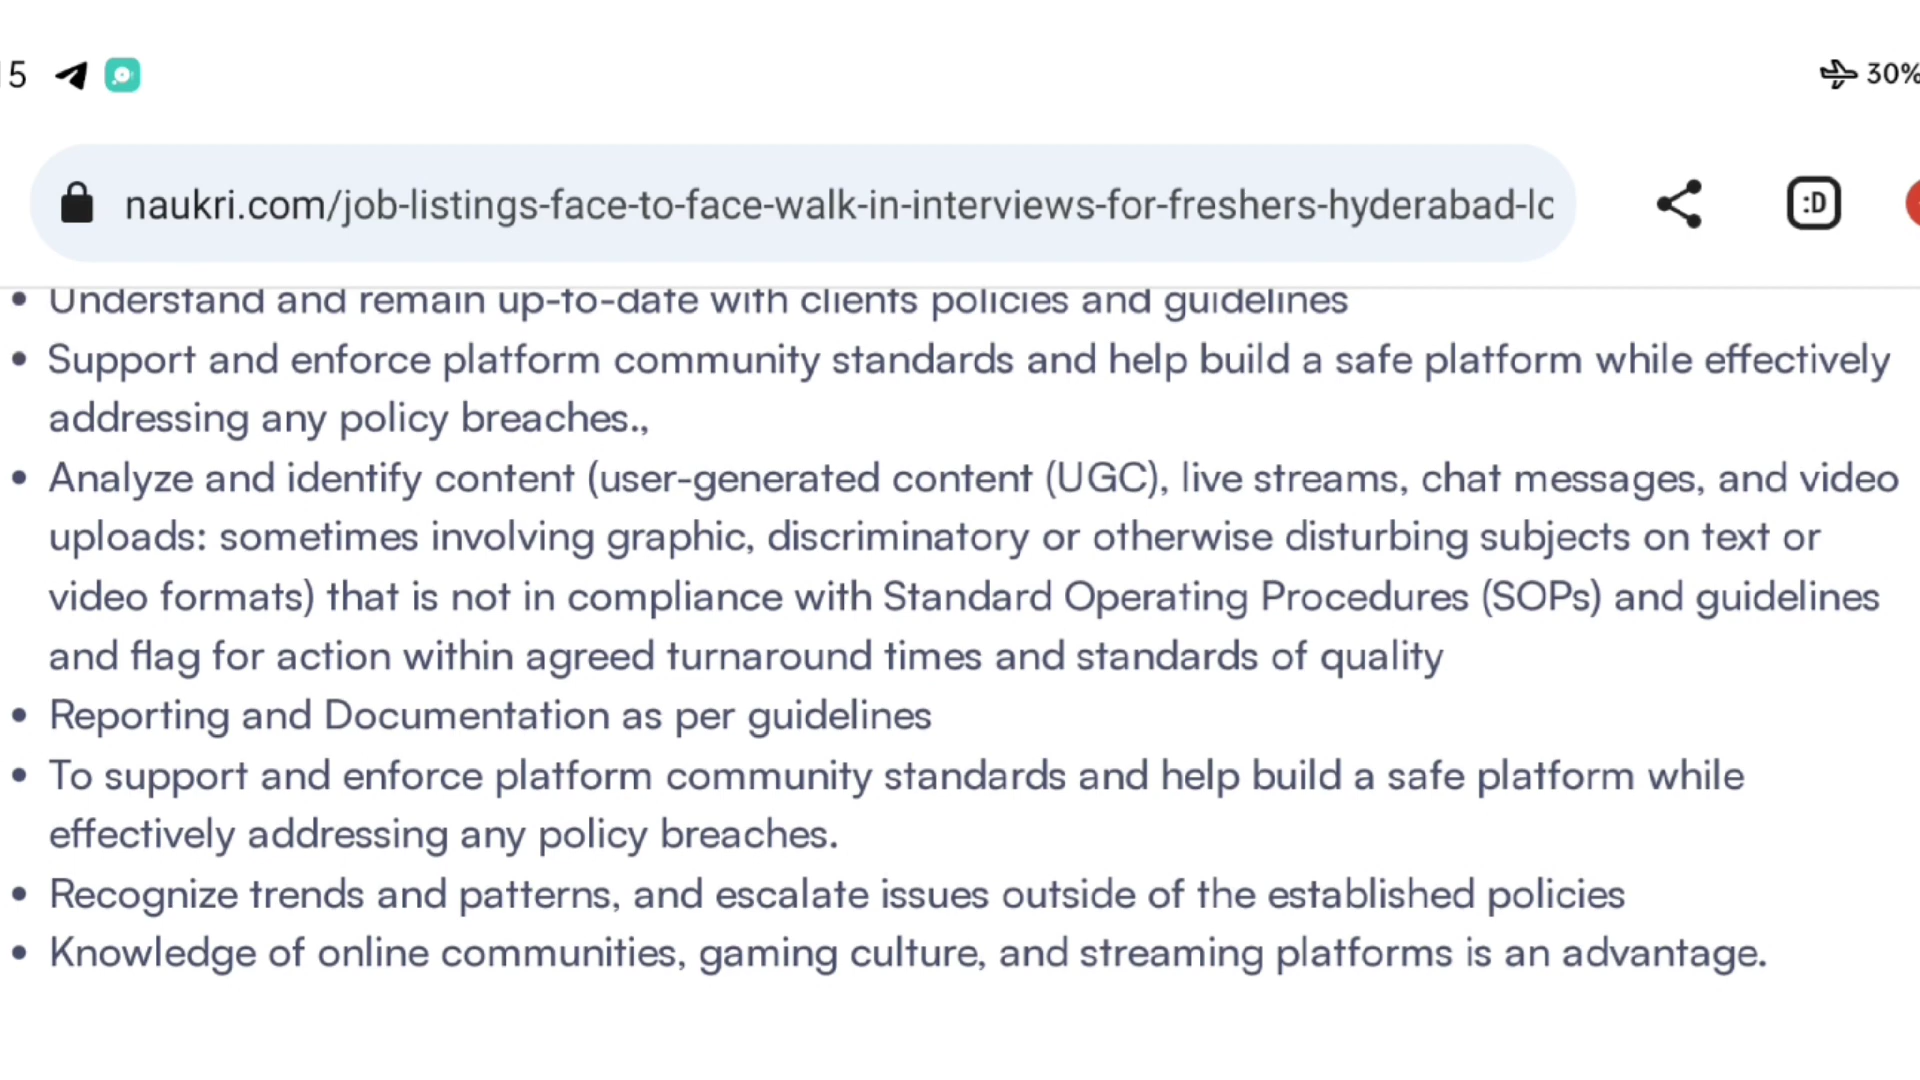 15
30%
naukri.com/job-listings-face-to-face-walk-in-interviews-for-freshers-hyderabad-lo
:D
• Understand and remain up-to-date with clients policies and guidelines
• Support and enforce platform community standards and help build a safe platform while effectively
addressing any policy breaches.,
• Analyze and identify content (user-generated content (UGC), live streams, chat messages, and video
uploads: sometimes involving graphic, discriminatory or otherwise disturbing subjects on text or
video formats) that is not in compliance with Standard Operating Procedures (SOPs) and guidelines
and flag for action within agreed turnaround times and standards of quality
• Reporting and Documentation as per guidelines
• To support and enforce platform community standards and help build a safe platform while
effectively addressing any policy breaches.
• Recognize trends and patterns, and escalate issues outside of the established policies
• Knowledge of online communities, gaming culture, and streaming platforms is an advantage.